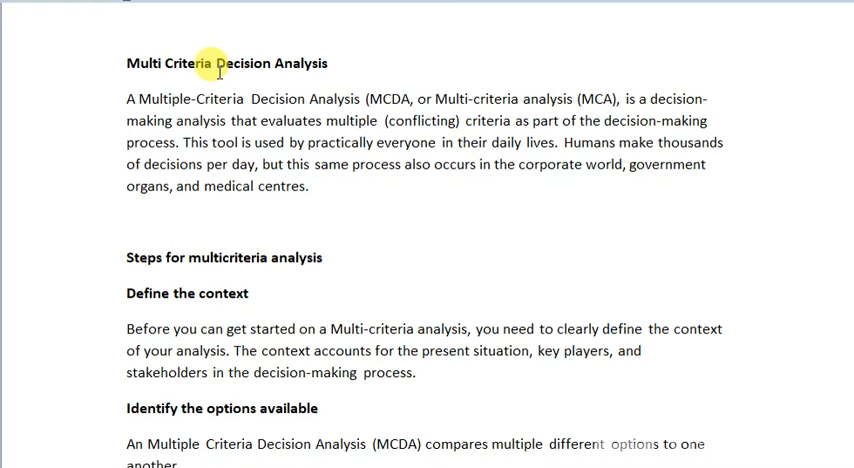 Multi Criteria Decision Analysis
A Multiple-Criteria Decision Analysis (MCDA, or Multi-criteria analysis (MCA), is a decision-
making analysis that evaluates multiple (conflicting) criteria as part of the decision-making
process. This tool is used by practically everyone in their daily lives. Humans make thousands
of decisions per day, but this same process also occurs in the corporate world, government
organs, and medical centres.
Steps for multicriteria analysis
Define the context
Before you can get started on a Multi-criteria analysis, you need to clearly define the context
of your analysis. The context accounts for the present situation, key players, and
stakeholders in the decision-making process.
Identify the options available
An Multiple Criteria Decision Analysis (MCDA) compares multiple different options to one
another.